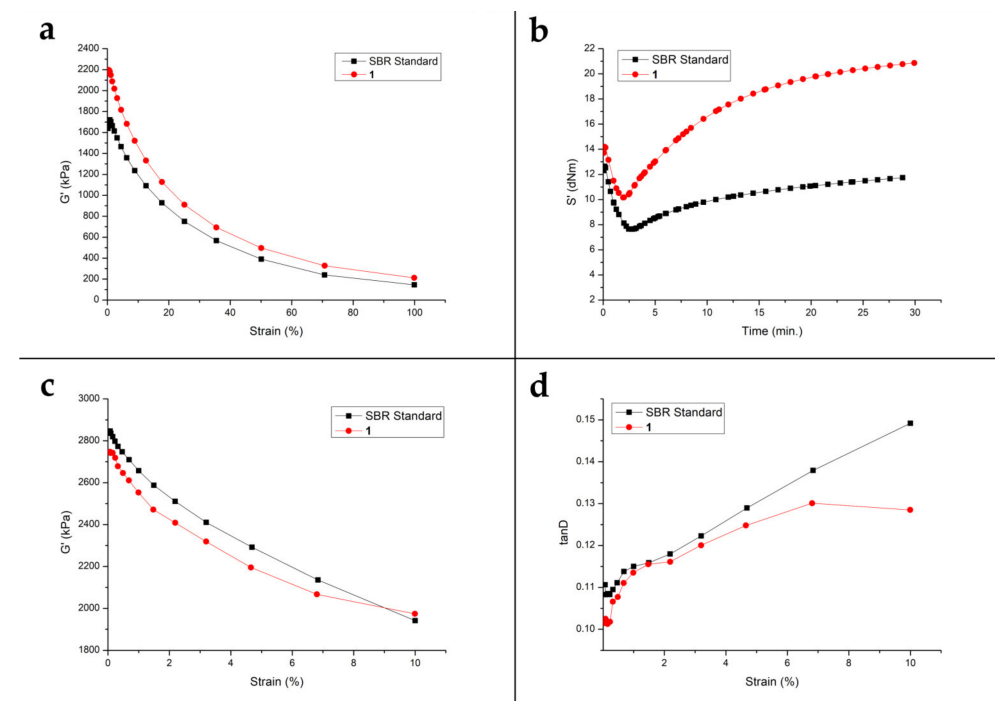 a
2400
2200
2000
1800
1600
1400
1200
1000
800
600
400
200
0
G' (kPa)
SBR Standard
1
0 20 40 60 80 100
Strain (%)
b
22
20
18
16
14
12
10
8
6
4
2
S' (dNm)
SBR Standard
1
0 5 10 15 20 25 30
Time (min.)
c
3000
2800
2600
2400
2200
2000
1800
G' (kPa)
SBR Standard
1
0 2 4 6 8 10
Strain (%)
d
0.15
0.14
0.13
0.12
0.11
0.10
tanD
SBR Standard
1
2 4 6 8 10
Strain (%)